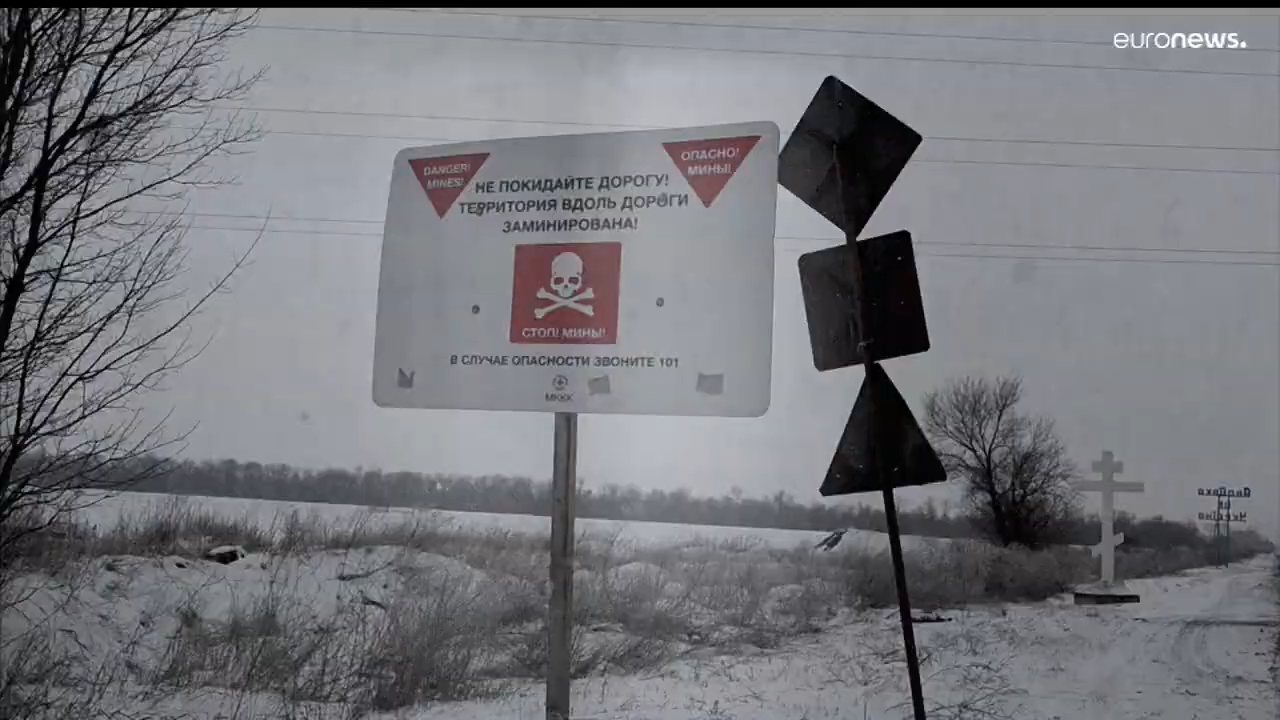 euronews.
DANGER!
MINES!
ОПАСНО!
МИНЫ!
НЕ ПОКИДАЙТЕ ДОРОГУ!
ТЕРРИТОРИЯ ВДОЛЬ ДОРОГИ
ЗАМИНИРОВАНА!
СТОП! МИНЫ!
В СЛУЧАЕ ОПАСНОСТИ ЗВОНИТЕ 101
МККК